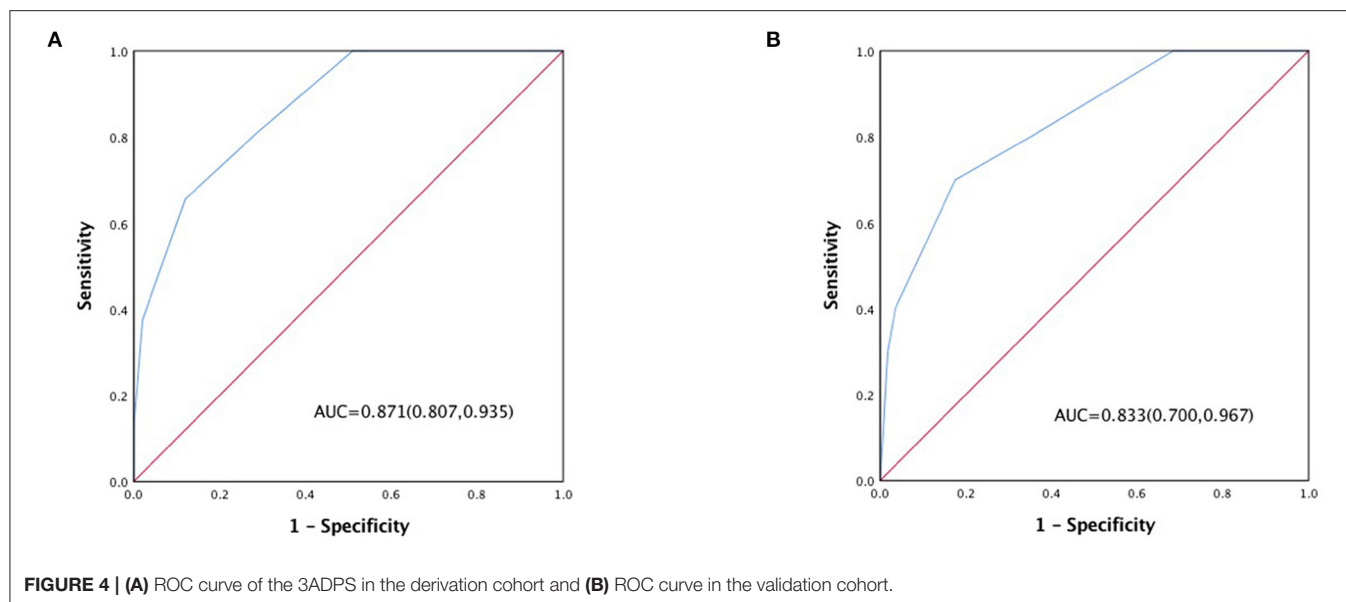 A
1.0
0.8
0.6
0.4
0.2
0.0
Sensitivity
0.0 0.2 0.4 0.6 0.8 1.0
1 - Specificity
AUC=0.871(0.807,0.935)
B
1.0
0.8
0.6
0.4
0.2
0.0
Sensitivity
0.0 0.2 0.4 0.6 0.8 1.0
1 - Specificity
AUC=0.833(0.700,0.967)
FIGURE 4 | (A) ROC curve of the 3ADPS in the derivation cohort and (B) ROC curve in the validation cohort.